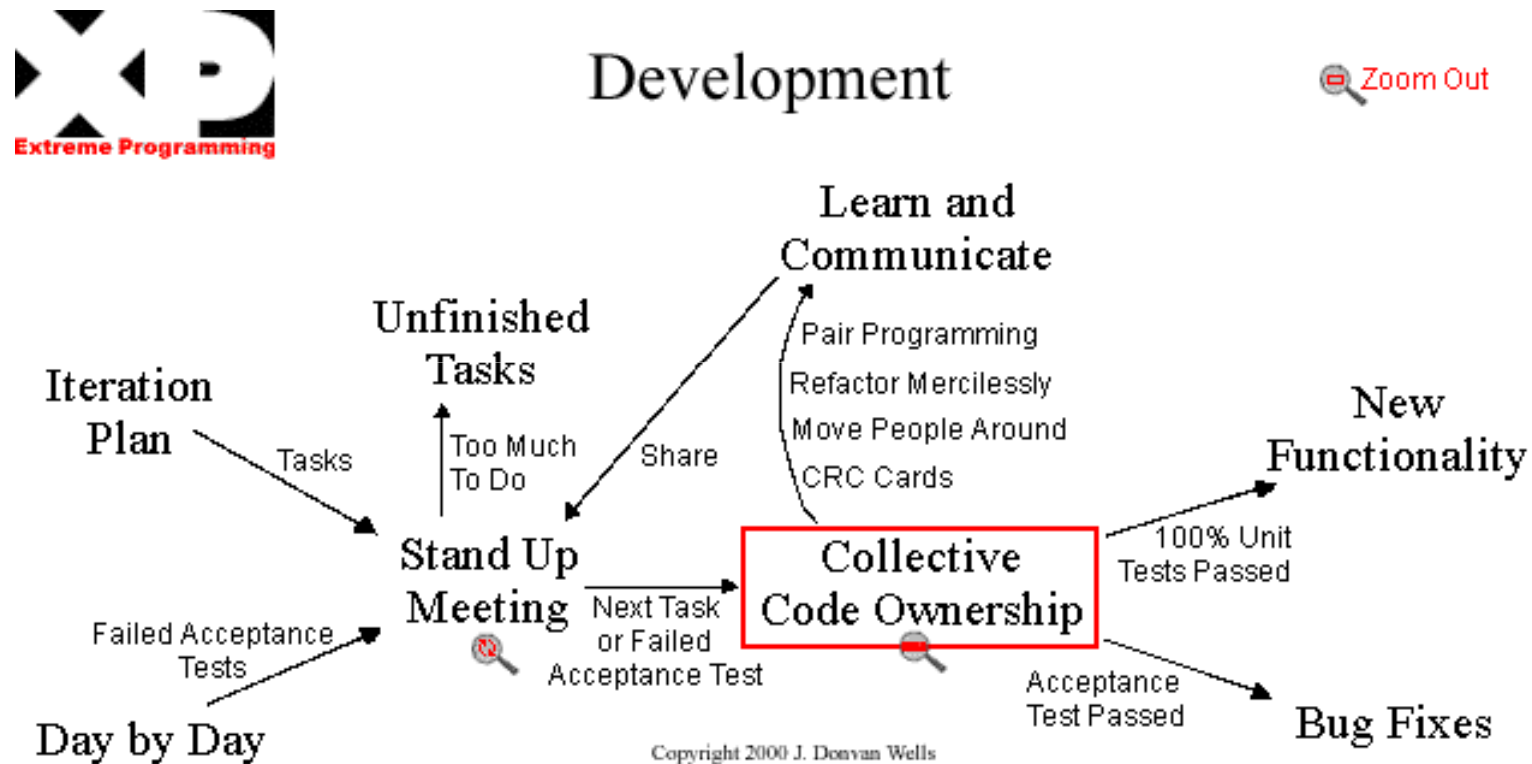 XP
Extreme Programming
Development
Zoom Out
Learn and
Communicate
Unfinished
Tasks
Pair Programming
Refactor Mercilessly
Move People Around
CRC Cards
Iteration
Plan
Tasks
Too Much
To Do
Share
New
Functionality
Stand Up
Meeting
Collective
Code Ownership
100% Unit
Tests Passed
Next Task
or Failed
Acceptance Test
Failed Acceptance
Tests
Acceptance
Test Passed
Day by Day
Bug Fixes
Copyright 2000 J. Donvan Wells